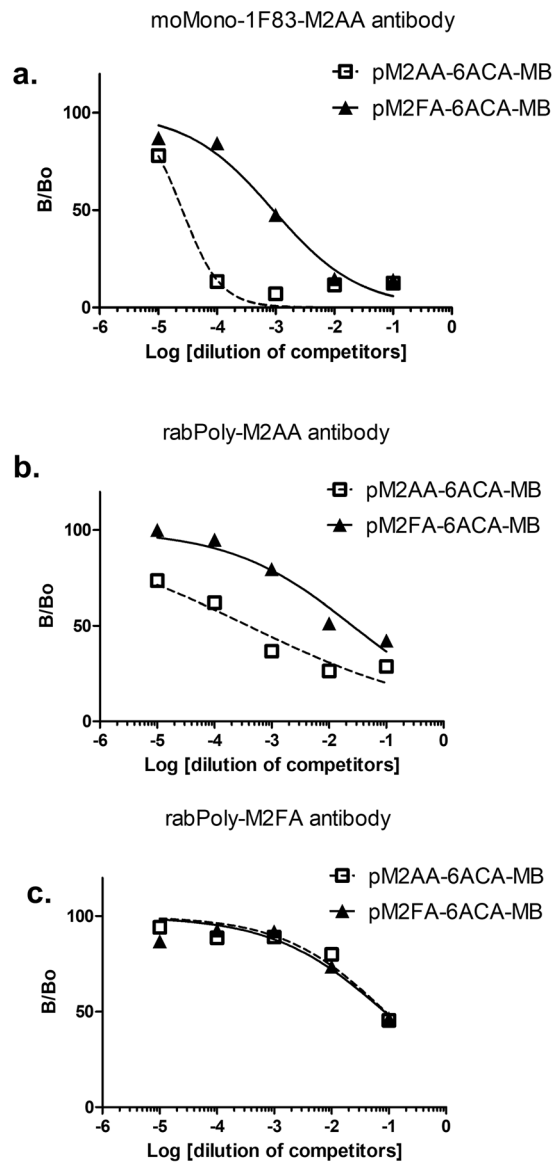 moMono-1F83-M2AA antibody
a.
pM2AA-6ACA-MB
pM2FA-6ACA-MB
100
50
0
B/Bo
-6 -5 -4 -3 -2 -1 0
Log [dilution of competitors]
rabPoly-M2AA antibody
b.
pM2AA-6ACA-MB
pM2FA-6ACA-MB
100
50
0
B/Bo
-6 -5 -4 -3 -2 -1 0
Log [dilution of competitors]
rabPoly-M2FA antibody
c.
pM2AA-6ACA-MB
pM2FA-6ACA-MB
100
50
0
B/Bo
-6 -5 -4 -3 -2 -1 0
Log [dilution of competitors]